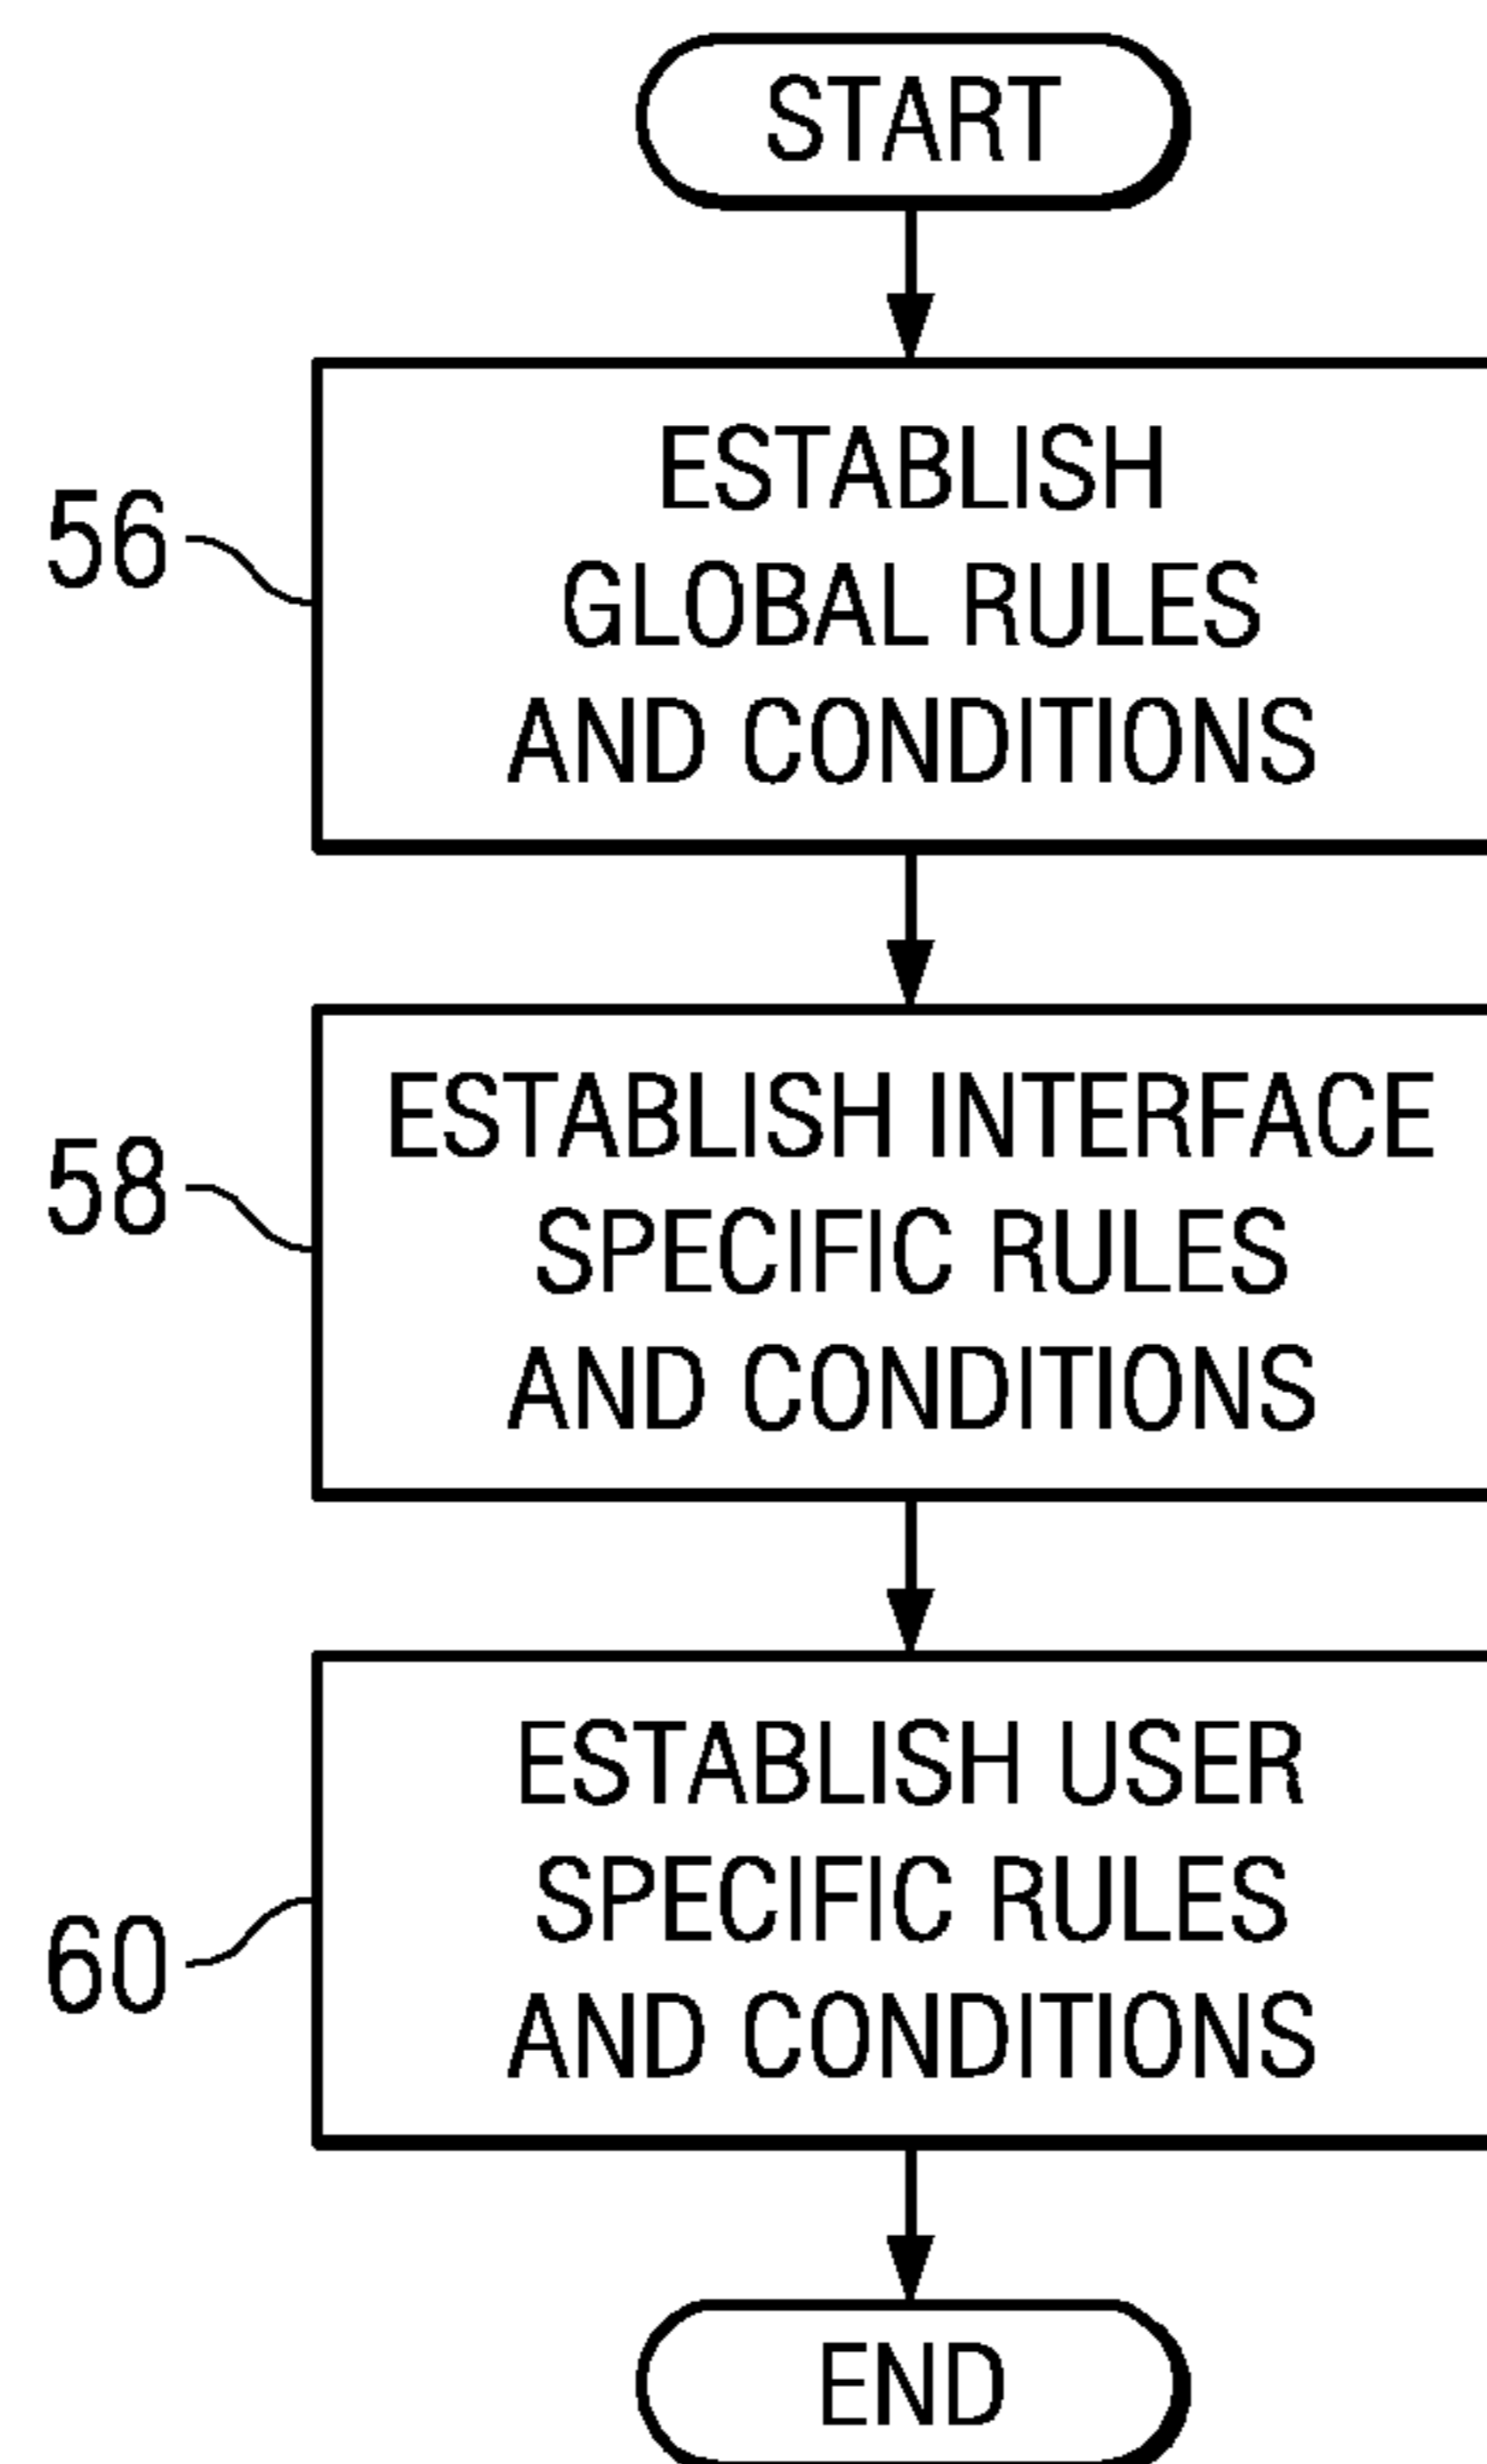 START
56
ESTABLISH
GLOBAL RULES
AND CONDITIONS
58
ESTABLISH INTERFACE
SPECIFIC RULES
AND CONDITIONS
60
ESTABLISH USER
SPECIFIC RULES
AND CONDITIONS
END